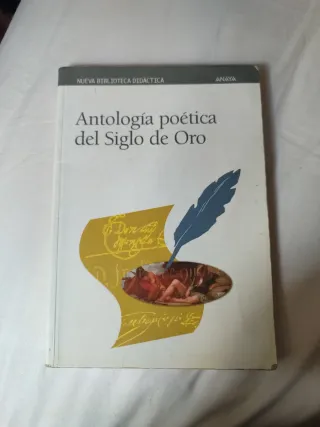 NUEVA BIBLIOTECA DIDÁCTICA
ANAYA
Antología poética
del Siglo de Oro